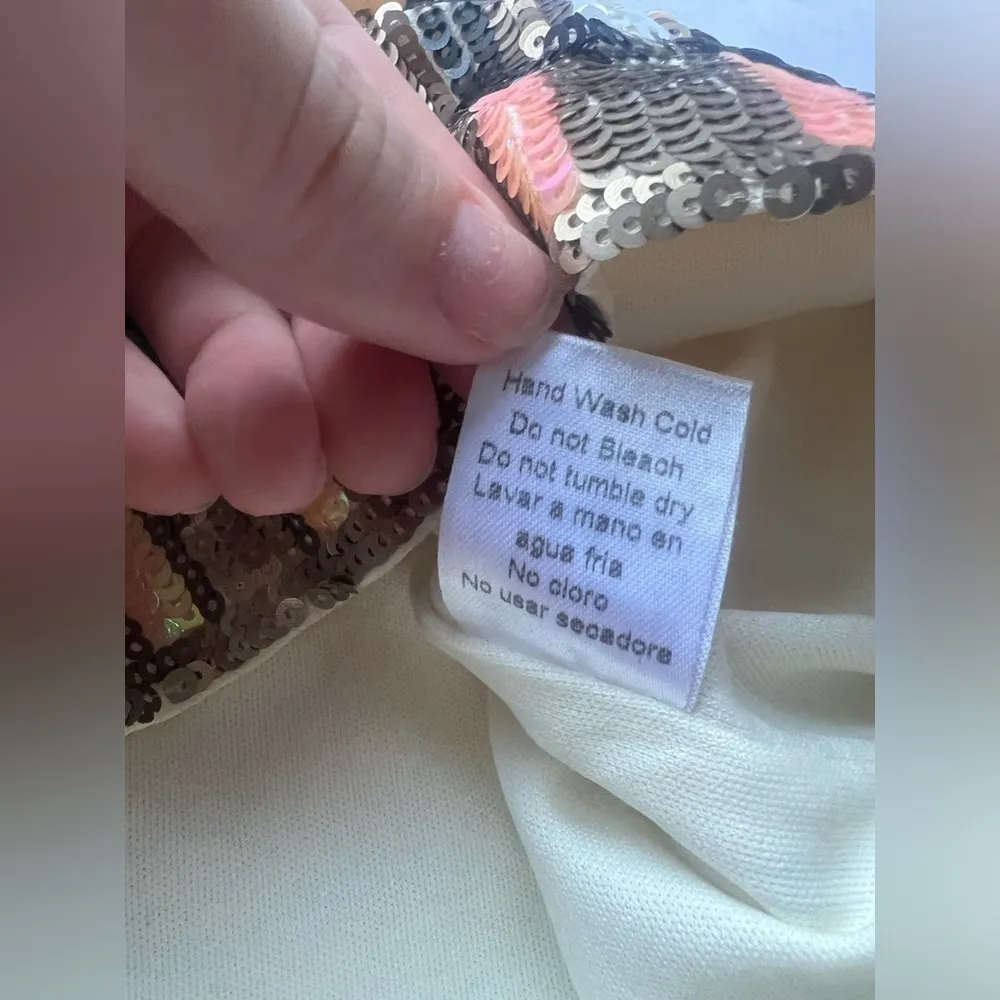 Hand Wash Cold
Do not Bleach
Do not tumble dry
Lavar a mano en
agua fria
No cloro
No usar secadora